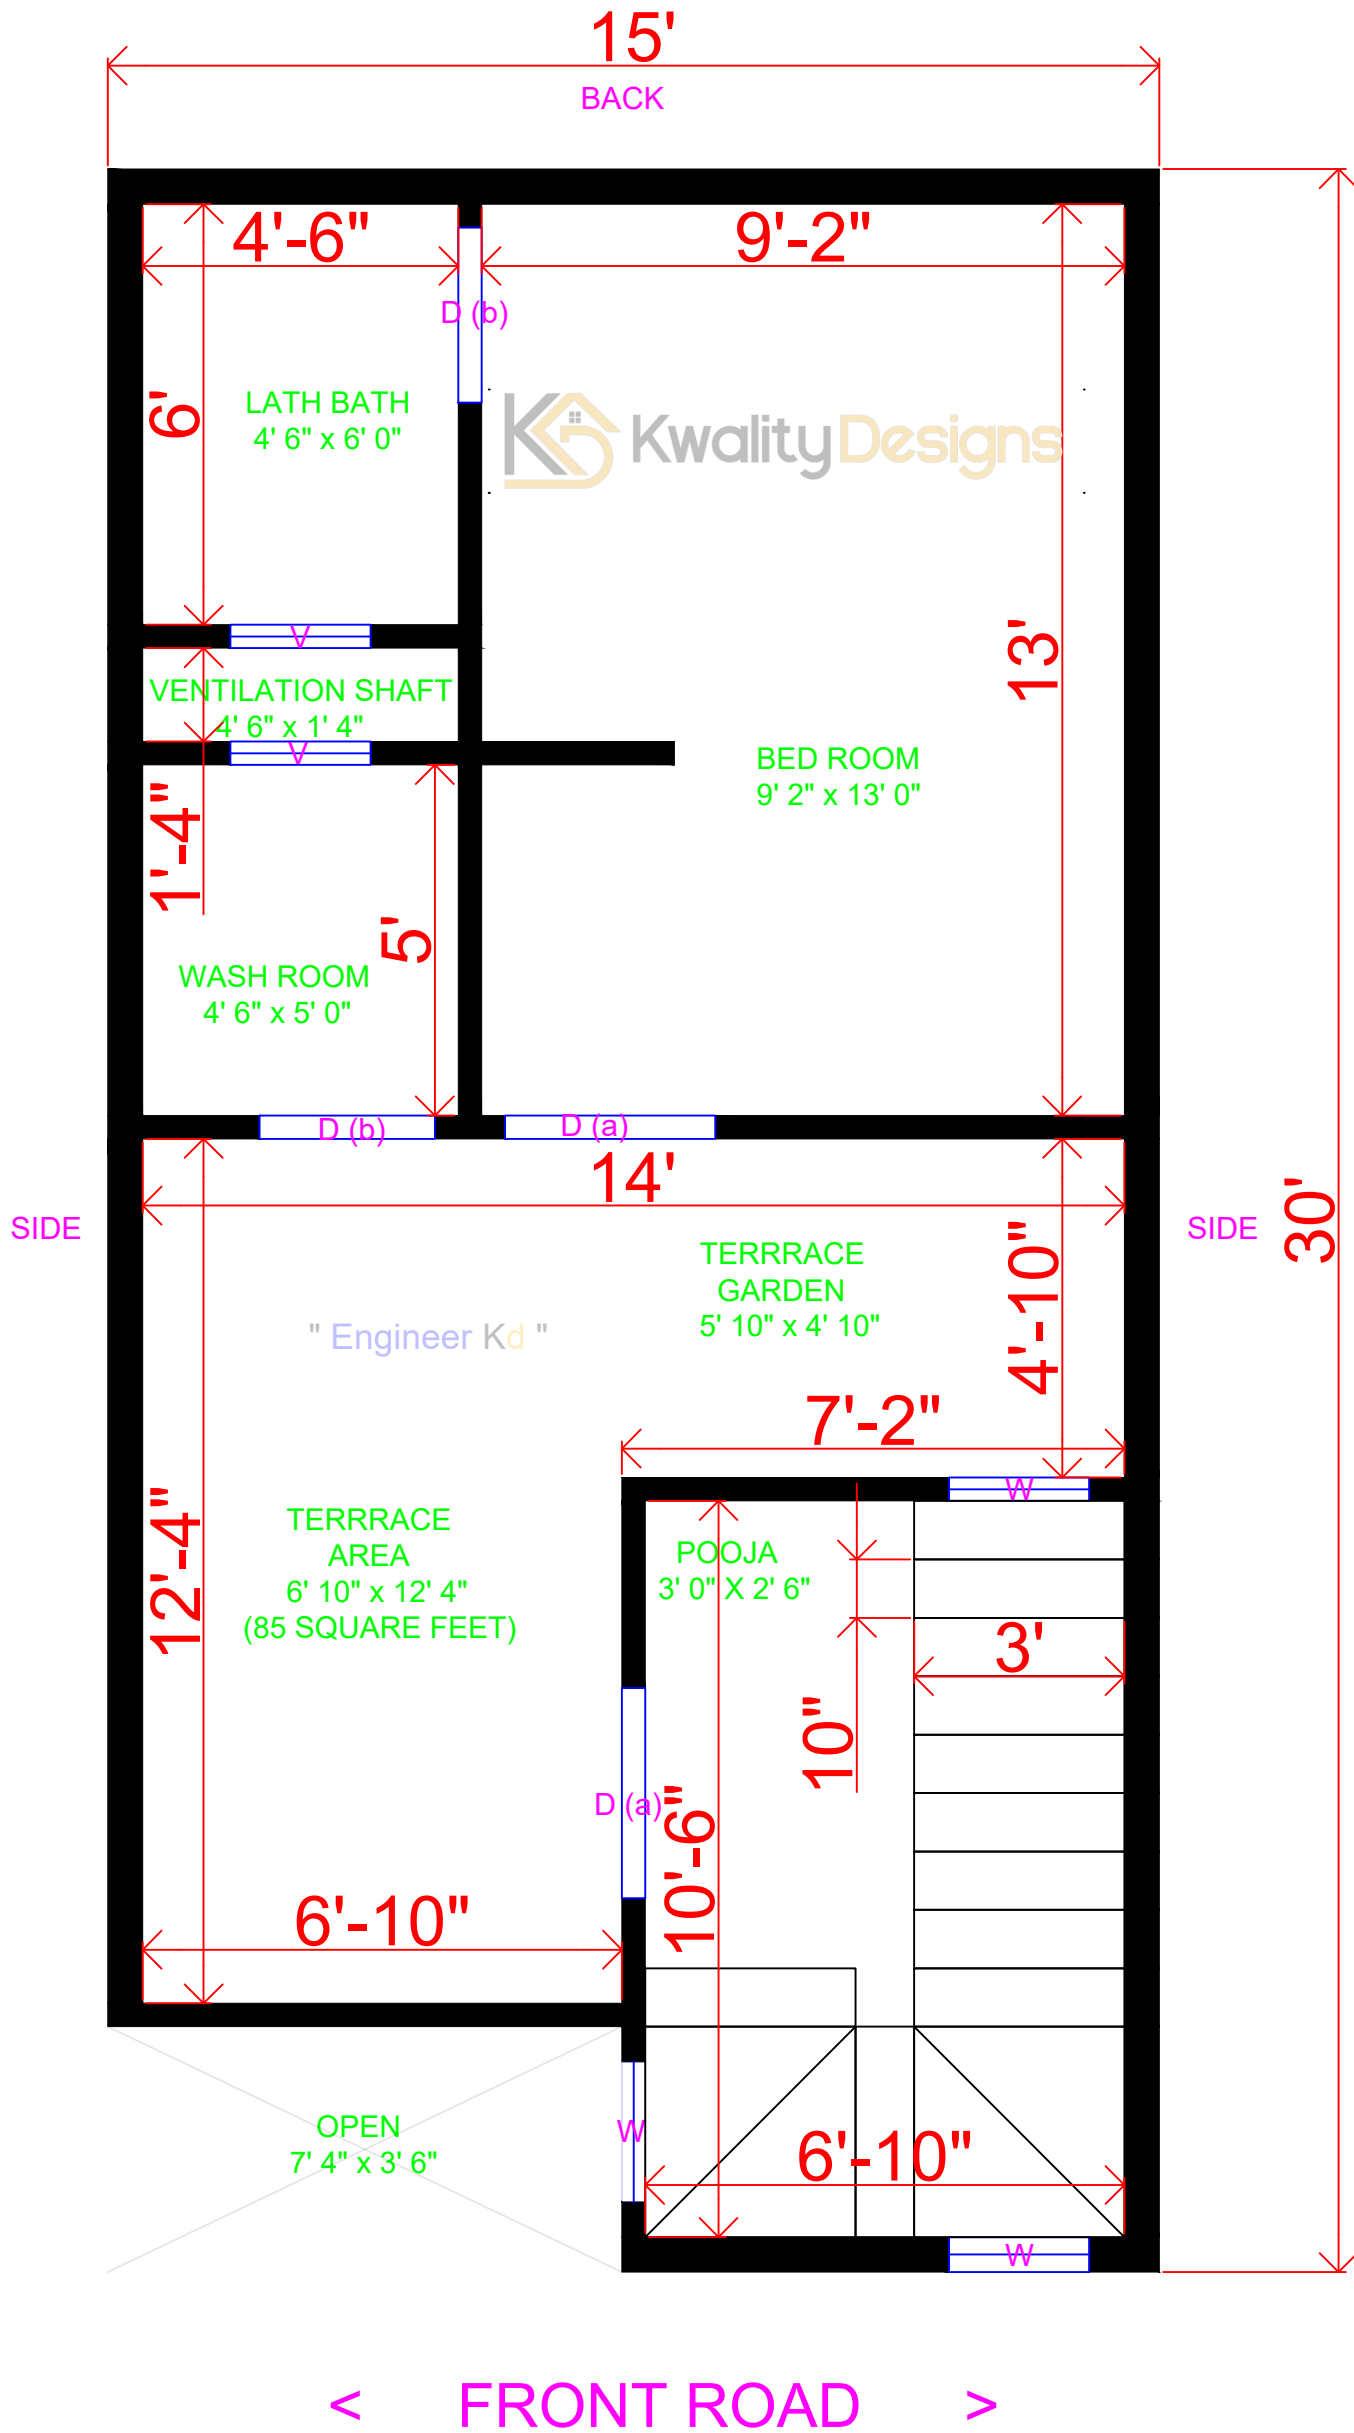 15'
BACK
4'-6"
9'-2"
D (b)
LATH BATH
4' 6" x 6' 0"
6'
KwalityDesigns
13'
V
VENTILATION SHAFT
4' 6" x 1' 4"
V
BED ROOM
9' 2" x 13' 0"
1'-4"
5'
WASH ROOM
4' 6" x 5' 0"
D (b)
D (a)
14'
SIDE
SIDE
30'
TERRRACE
GARDEN
5' 10" x 4' 10"
4'-10"
" Engineer Kd "
7'-2"
W
12'-4"
TERRRACE
AREA
6' 10" x 12' 4"
(85 SQUARE FEET)
POOJA
3' 0" X 2' 6"
3'
10"
D (a)
10'-6"
6'-10"
OPEN
7' 4" x 3' 6"
W
6'-10"
W
< FRONT ROAD >